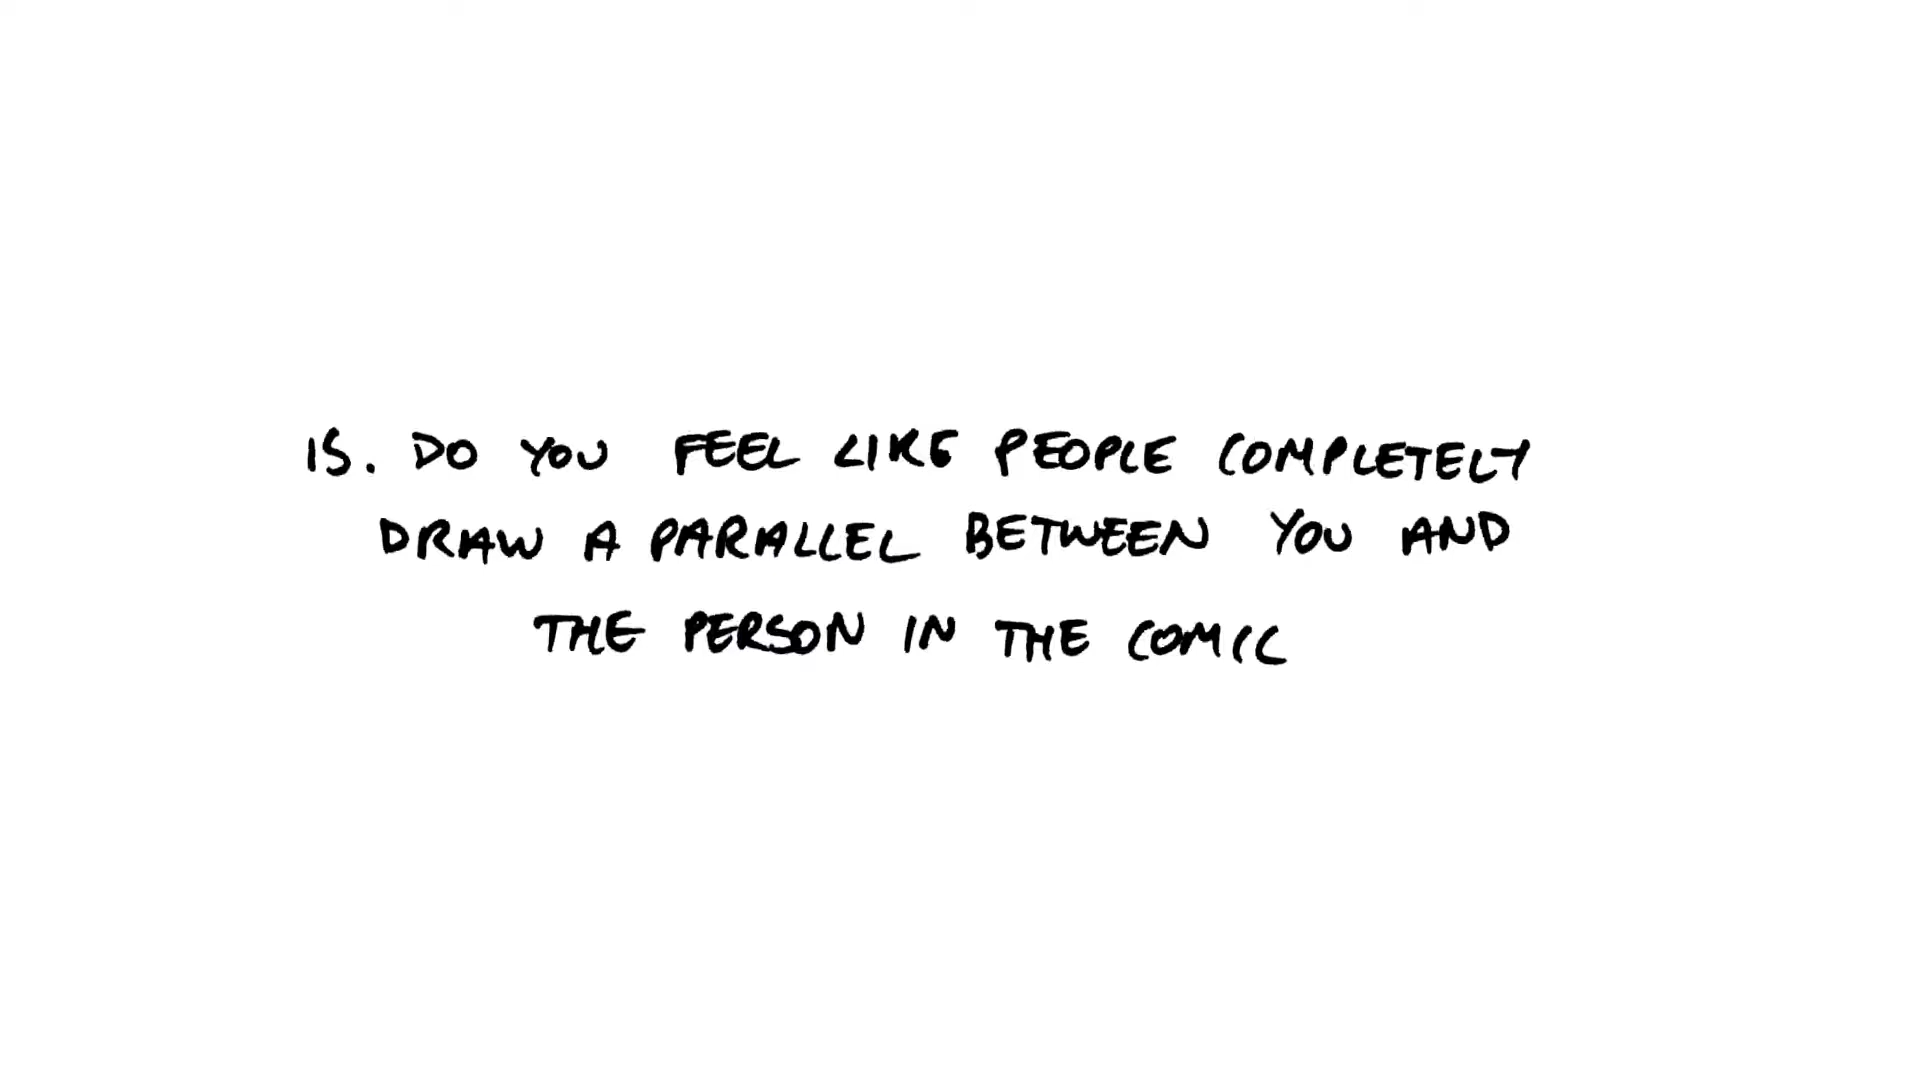 15. DO YOU FEEL LIKE PEOPLE COMPLETELY
DRAW A PARALLEL BETWEEN YOU AND
THE PERSON IN THE COMIC